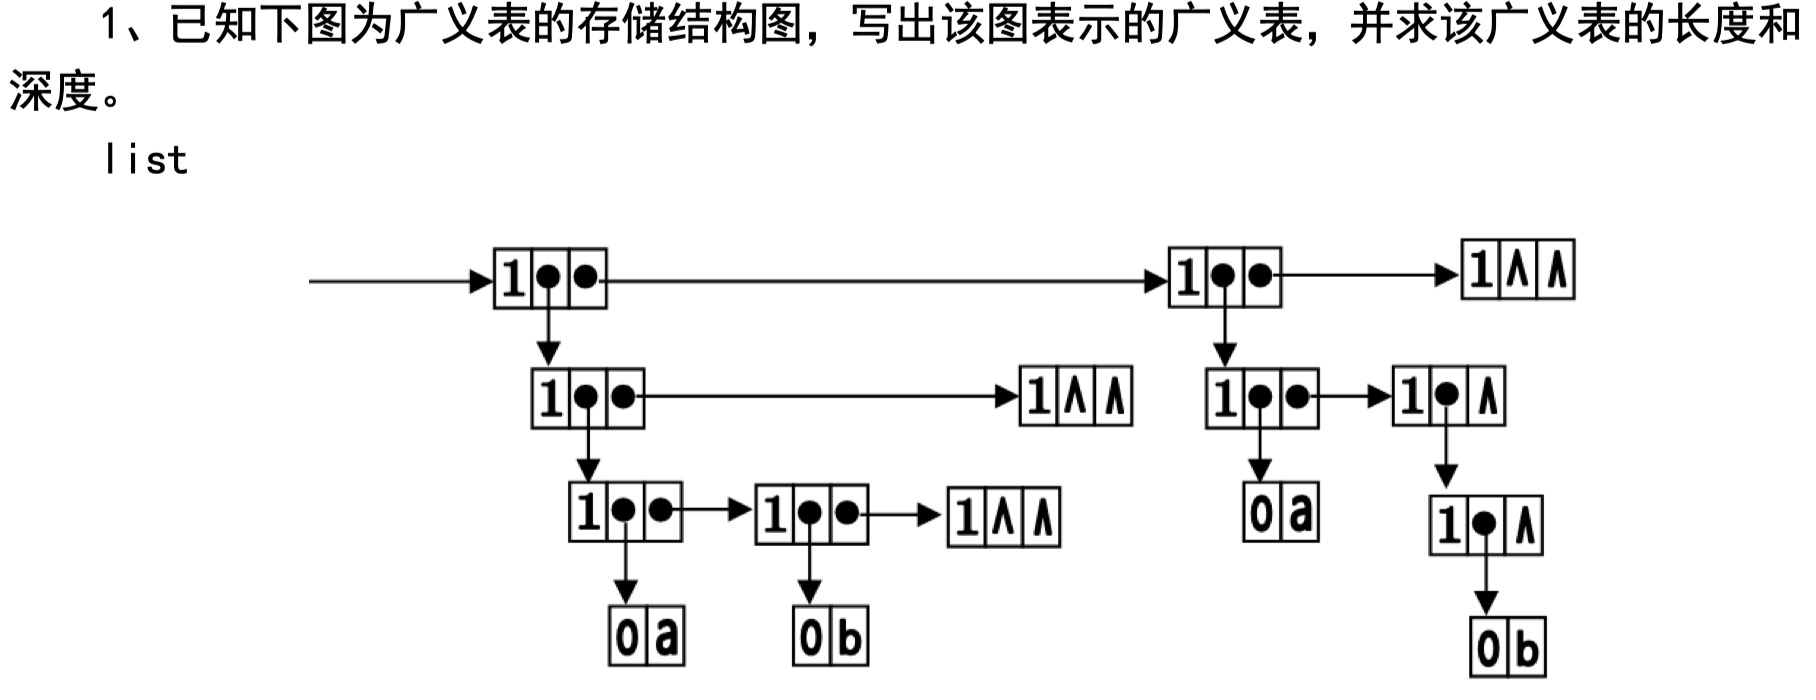 1、已知下图为广义表的存储结构图，写出该图表示的广义表，并求该广义表的长度和
深度。
list
1 1 1 ∧ ∧
1 1 ∧ ∧ 1 1 ∧
1 1 1 ∧ ∧ 0 a 1 ∧
0 a 0 b 0 b